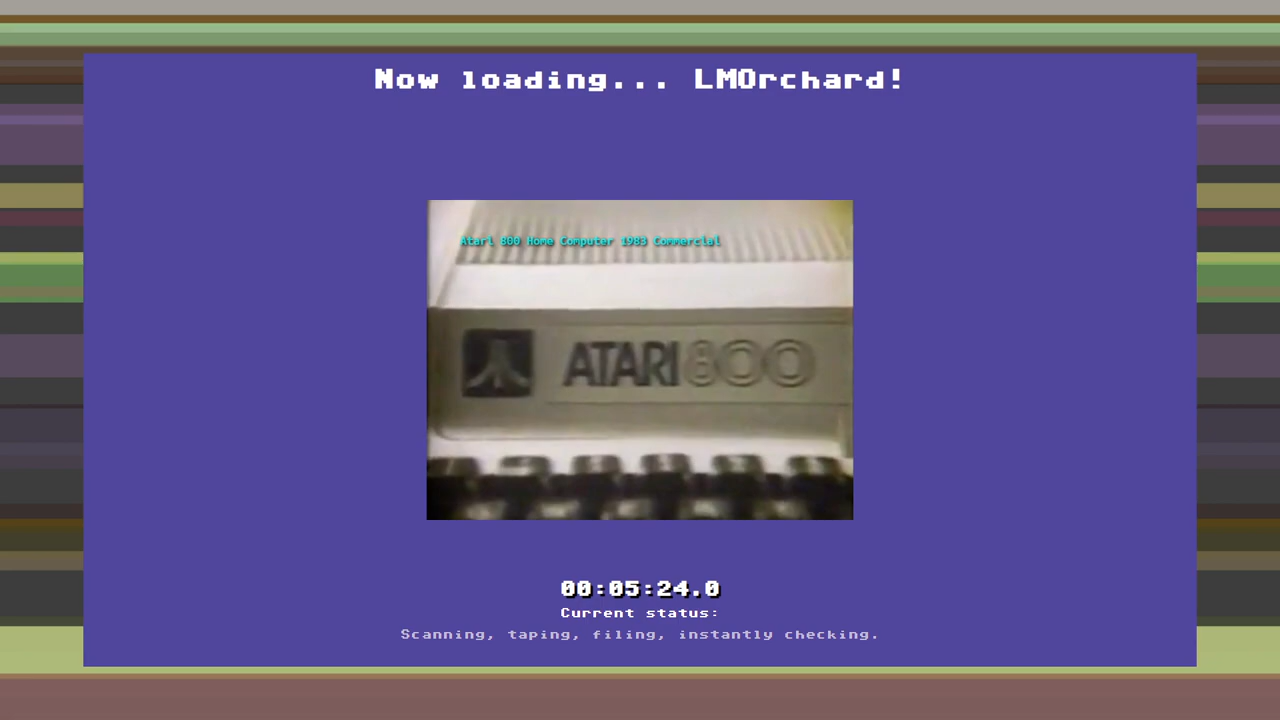 Now loading... LMOrchard!
Atari 800 Home Computer 1983 Commercial
ATARI 800
00:05:24.0
Current status:
Scanning, taping, filing, instantly checking.